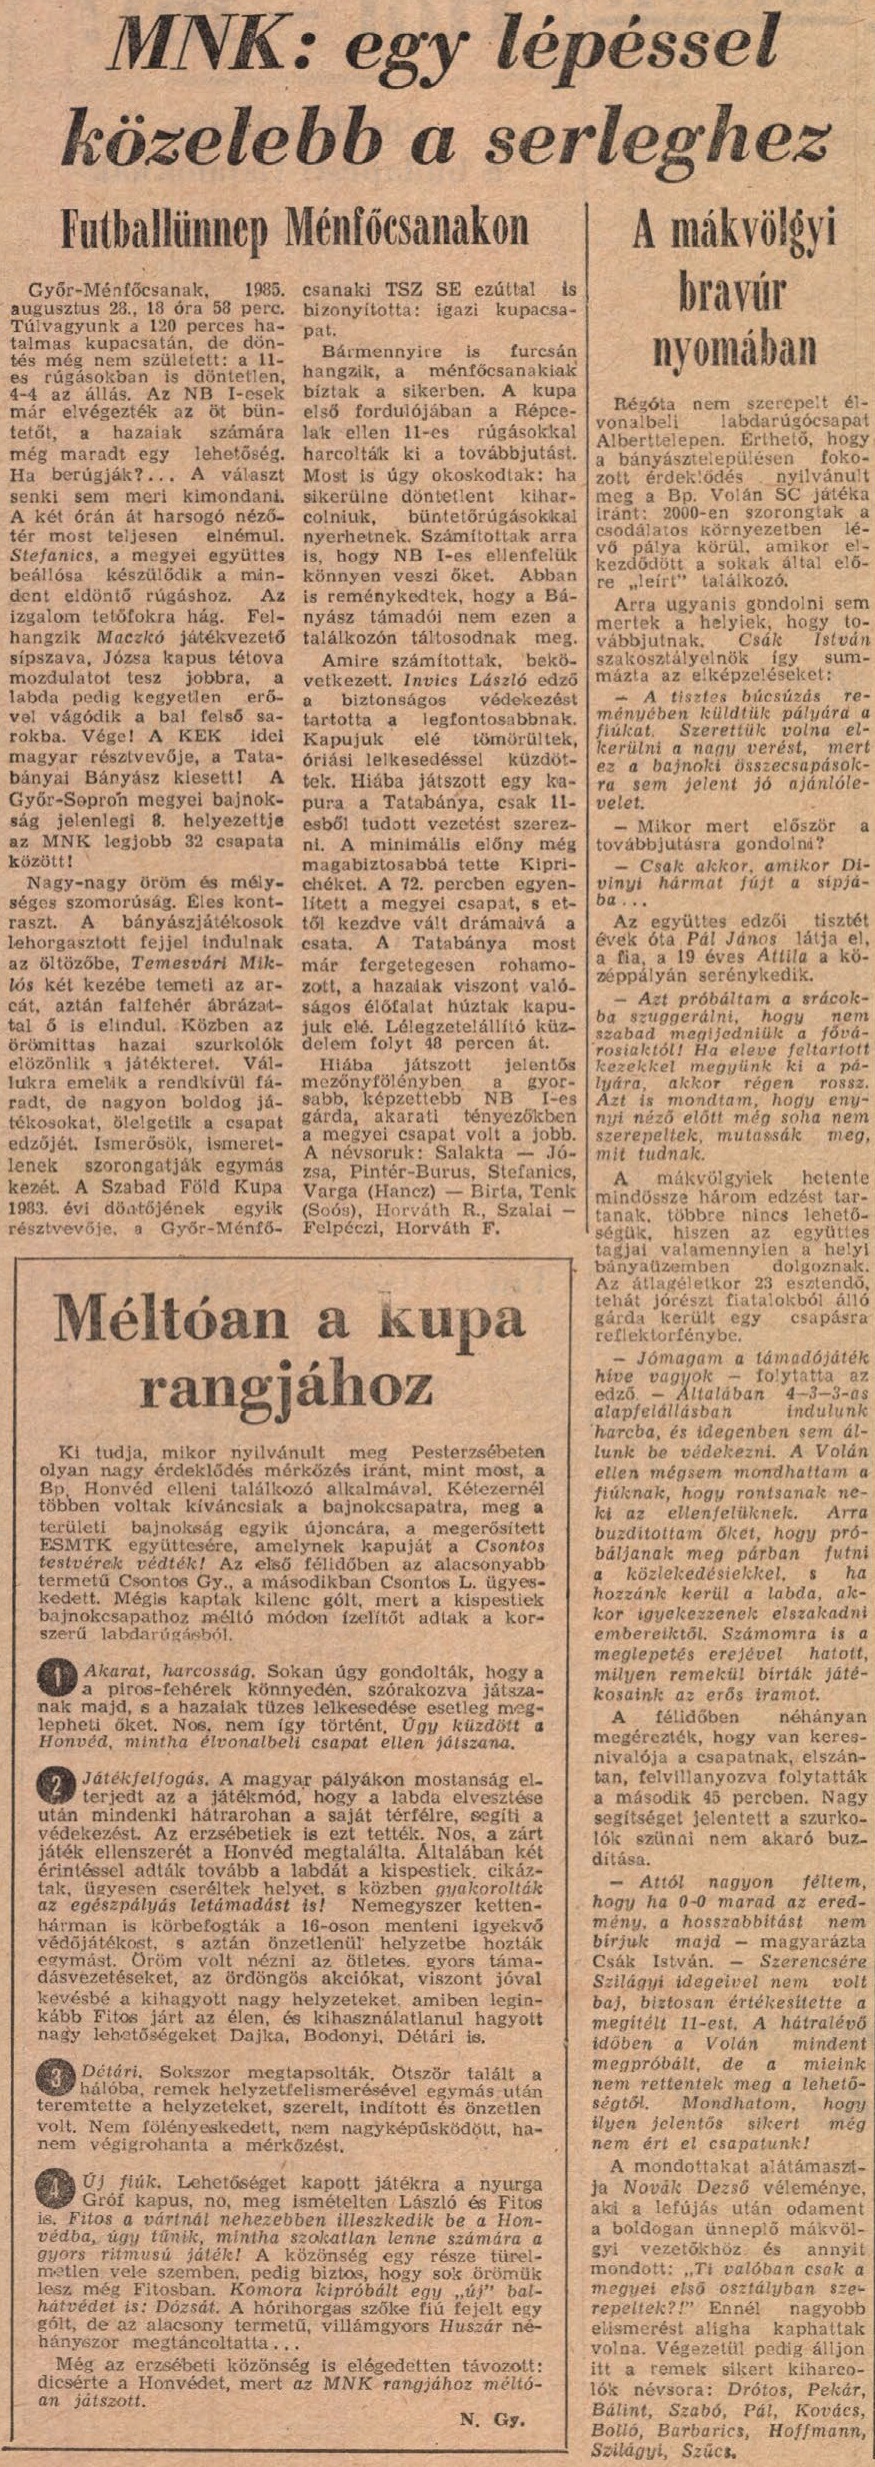 MNK: egy lépéssel
közelebb a serleghez
Futballünnep Ménfőcsanakon
Győr-Ménfőcsanak, 1985.
augusztus 28., 18 óra 58 perc.
Túlvagyunk a 120 perces ha-
talmas kupacsatán, de dön-
tés még nem született: a 11-
es rúgásokban is döntetlen,
4-4 az állás. Az NB I-esek
már elvégezték az öt bün-
tetőt, a hazaiak számára
még maradt egy lehetőség.
Ha berúgják?... A választ
senki sem meri kimondani.
A két órán át harsogó néző-
tér most teljesen elnémul.
Stefanics, a megyei együttes
beállósa készülődik a min-
dent eldöntő rúgáshoz. Az
izgalom tetőfokra hág. Fel-
hangzik Maczkó játékvezető
sípszava, Józsa kapus tétova
mozdulatot tesz jobbra, a
labda pedig kegyetlen erő-
vel vágódik a bal felső sa-
rokba. Vége! A KEK idei
magyar résztvevője, a Tata-
bányai Bányász kiesett! A
Győr-Sopron megyei bajnok-
ság jelenlegi 8. helyezettje
az MNK legjobb 32 csapata
között!
Nagy-nagy öröm és mély-
séges szomorúság. Éles kont-
raszt. A bányászjátékosok
lehorgasztott fejjel indulnak
az öltözőbe, Temesvári Mik-
lós két kezébe temeti az ar-
cát, aztán falfehér ábrázat-
tal ő is elindul. Közben az
örömittas hazai szurkolók
elözönlik a játékteret. Vál-
lukra emelik a rendkívül fá-
radt, de nagyon boldog já-
tékosokat, ölelgetik a csapat
edzőjét. Ismerősök, ismeret-
lenek szorongatják egymás
kezét. A Szabad Föld Kupa
1983. évi döntőjének egyik
résztvevője, a Győr-Ménfő-
csanaki TSZ SE ezúttal is
bizonyította: igazi kupacsa-
pat.
Bármennyire is furcsán
hangzik, a ménfőcsanakiak
bíztak a sikerben. A kupa
első fordulójában a Répce-
lak ellen 11-es rúgásokkal
harcolták ki a továbbjutást.
Most is úgy okoskodtak: ha
sikerülne döntetlent kihar-
colniuk, büntetőrúgásokkal
nyerhetnek. Számítottak arra
is, hogy NB I-es ellenfelük
könnyen veszi őket. Abban
is reménykedtek, hogy a Bá-
nyász támadói nem ezen a
találkozón táltosodnak meg.
Amire számítottak, bekö-
vetkezett. Invics László edző
a biztonságos védekezést
tartotta a legfontosabbnak.
Kapujuk elé tömörültek,
óriási lelkesedéssel küzdöt-
tek. Hiába játszott egy ka-
pura a Tatabánya, csak 11-
esből tudott vezetést szerez-
ni. A minimális előny még
magabiztosabbá tette Kipri-
chéket. A 72. percben egyen-
lített a megyei csapat, s et-
től kezdve vált drámaivá a
csata. A Tatabánya most
már fergetegesen rohamo-
zott, a hazaiak viszont való-
ságos élőfalat húztak kapu-
juk elé. Lélegzetelállító küz-
delem folyt 48 percen át.
Hiába játszott jelentős
mezőnyfölényben a gyor-
sabb, képzettebb NB I-es
gárda, akarati tényezőkben
a megyei csapat volt a jobb.
A névsoruk: Salakta — Jó-
zsa, Pintér-Burus, Stefanics,
Varga (Hancz) — Birta, Tenk
(Soós), Horváth R., Szalai —
Felpéczi, Horváth F.
Méltóan a kupa
rangjához
Ki tudja, mikor nyilvánult meg Pesterzsébeten
olyan nagy érdeklődés mérkőzés iránt, mint most, a
Bp. Honvéd elleni találkozó alkalmával. Kétezernél
többen voltak kíváncsiak a bajnokcsapatra, meg a
területi bajnokság egyik újoncára, a megerősített
ESMTK együttesére, amelynek kapuját a Csontos
testvérek védték! Az első félidőben az alacsonyabb
termetű Csontos Gy., a másodikban Csontos L. ügyes-
kedett. Mégis kaptak kilenc gólt, mert a kispestiek
bajnokcsapathoz méltó módon ízelítőt adtak a kor-
szerű labdarúgásból.
1 Akarat, harcosság. Sokan úgy gondolták, hogy a
a piros-fehérek könnyedén, szórakozva játsza-
nak majd, s a hazaiak tüzes lelkesedése esetleg meg-
lepheti őket. Nos, nem így történt. Úgy küzdött a
Honvéd, mintha élvonalbeli csapat ellen játszana.
2 Játékfelfogás. A magyar pályákon mostanság el-
terjedt az a játékmód, hogy a labda elvesztése
után mindenki hátrarohan a saját térfélre, segíti a
védekezést. Az erzsébetiek is ezt tették. Nos, a zárt
játék ellenszerét a Honvéd megtalálta. Általában két
érintéssel adták tovább a labdát a kispestiek, cikáz-
tak, ügyesen cseréltek helyet, s közben gyakorolták
az egészpályás letámadást is! Nemegyszer ketten-
hárman is körbefogták a 16-oson menteni igyekvő
védőjátékost, s aztán önzetlenül helyzetbe hozták
egymást. Öröm volt nézni az ötletes, gyors táma-
dásvezetéseket, az ördöngös akciókat, viszont jóval
kevésbé a kihagyott nagy helyzeteket, amiben legin-
kább Fitos járt az élen, és kihasználatlanul hagyott
nagy lehetőségeket Dajka, Bodonyi, Détári is.
3 Détári. Sokszor megtapsolták. Ötször talált a
hálóba, remek helyzetfelismerésével egymás után
teremtette a helyzeteket, szerelt, indított és önzetlen
volt. Nem fölényeskedett, nem nagyképűsködött, ha-
nem végigrohanta a mérkőzést.
4 Új fiúk. Lehetőséget kapott játékra a nyurga
Gróf kapus, no, meg ismételten László és Fitos
is. Fitos a vártnál nehezebben illeszkedik be a Hon-
védba, úgy tűnik, mintha szokatlan lenne számára a
gyors ritmusú játék! A közönség egy része türel-
metlen vele szemben, pedig biztos, hogy sok örömük
lesz még Fitosban. Komora kipróbált egy „új” bal-
hátvédet is: Dózsát. A hórihorgas szőke fiú fejelt egy
gólt, de az alacsony termetű, villámgyors Huszár né-
hányszor megtáncoltatta...
Még az erzsébeti közönség is elégedetten távozott:
dicsérte a Honvédet, mert az MNK rangjához méltó-
an játszott.
N. Gy.
A mákvölgyi
bravúr
nyomában
Régóta nem szerepelt él-
vonalbeli labdarúgócsapat
Alberttelepen. Érthető, hogy
a bányásztelepülésen foko-
zott érdeklődés nyilvánult
meg a Bp. Volán SC játéka
iránt: 2000-en szorongtak a
csodálatos környezetben lé-
vő pálya körül, amikor el-
kezdődött a sokak által elő-
re „leírt” találkozó.
Arra ugyanis gondolni sem
mertek a helyiek, hogy to-
vábbjutnak. Csák István
szakosztályelnök így sum-
mázta az elképzeléseket:
— A tisztes búcsúzás re-
ményében küldtük pályára a
fiúkat. Szerettük volna el-
kerülni a nagy verést, mert
ez a bajnoki összecsapások-
ra sem jelent jó ajánlóle-
velet.
— Mikor mert először a
továbbjutásra gondolni?
— Csak akkor, amikor Di-
vinyi hármat fújt a sípjá-
ba...
Az együttes edzői tisztét
évek óta Pál János látja el,
a fia, a 19 éves Attila a kö-
zéppályán serénykedik.
— Azt próbáltam a srácok-
ba szuggerálni, hogy nem
szabad megijedniük a fővá-
rosiaktól! Ha eleve feltartott
kezekkel megyünk ki a pá-
lyára, akkor régen rossz.
Azt is mondtam, hogy eny-
nyi néző előtt még soha nem
szerepeltek, mutassák meg,
mit tudnak.
A mákvölgyiek hetente
mindössze három edzést tar-
tanak, többre nincs lehető-
ségük, hiszen az együttes
tagjai valamennyien a helyi
bányaüzemben dolgoznak.
Az átlagéletkor 23 esztendő,
tehát jórészt fiatalokból álló
gárda került egy csapásra
reflektorfénybe.
— Jómagam a támadójáték
híve vagyok — folytatta az
edző. — Általában 4—3—3-as
alapfelállásban indulunk
harcba, és idegenben sem ál-
lunk be védekezni. A Volán
ellen mégsem mondhattam a
fiúknak, hogy rontsanak ne-
ki az ellenfelüknek. Arra
buzdítottam őket, hogy pró-
báljanak meg párban futni
a közlekedésiekkel, s ha
hozzánk kerül a labda, ak-
kor igyekezzenek elszakadni
embereiktől. Számomra is a
meglepetés erejével hatott,
milyen remekül bírták játé-
kosaink az erős iramot.
A félidőben néhányan
megérezték, hogy van keres-
nivalója a csapatnak, elszán-
tan, felvillanyozva folytatták
a második 45 percben. Nagy
segítséget jelentett a szurko-
lók szűnni nem akaró buz-
dítása.
— Attól nagyon féltem,
hogy ha 0-0 marad az ered-
mény, a hosszabbítást nem
bírjuk majd — magyarázta
Csák István. — Szerencsére
Szilágyi idegeivel nem volt
baj, biztosan értékesítette a
megítélt 11-est. A hátralévő
időben a Volán mindent
megpróbált, de a mieink
nem rettentek meg a lehető-
ségtől. Mondhatom, hogy
ilyen jelentős sikert még
nem ért el csapatunk!
A mondottakat alátámaszt-
ja Novák Dezső véleménye,
aki a lefújás után odament
a boldogan ünneplő mákvöl-
gyi vezetőkhöz és annyit
mondott: „Ti valóban csak a
megyei első osztályban sze-
repeltek?!” Ennél nagyobb
elismerést aligha kaphattak
volna. Végezetül pedig álljon
itt a remek sikert kiharco-
lók névsora: Drótos, Pekár,
Bálint, Szabó, Pál, Kovács,
Bolló, Barbarics, Hoffmann,
Szilágyi, Szűcs.